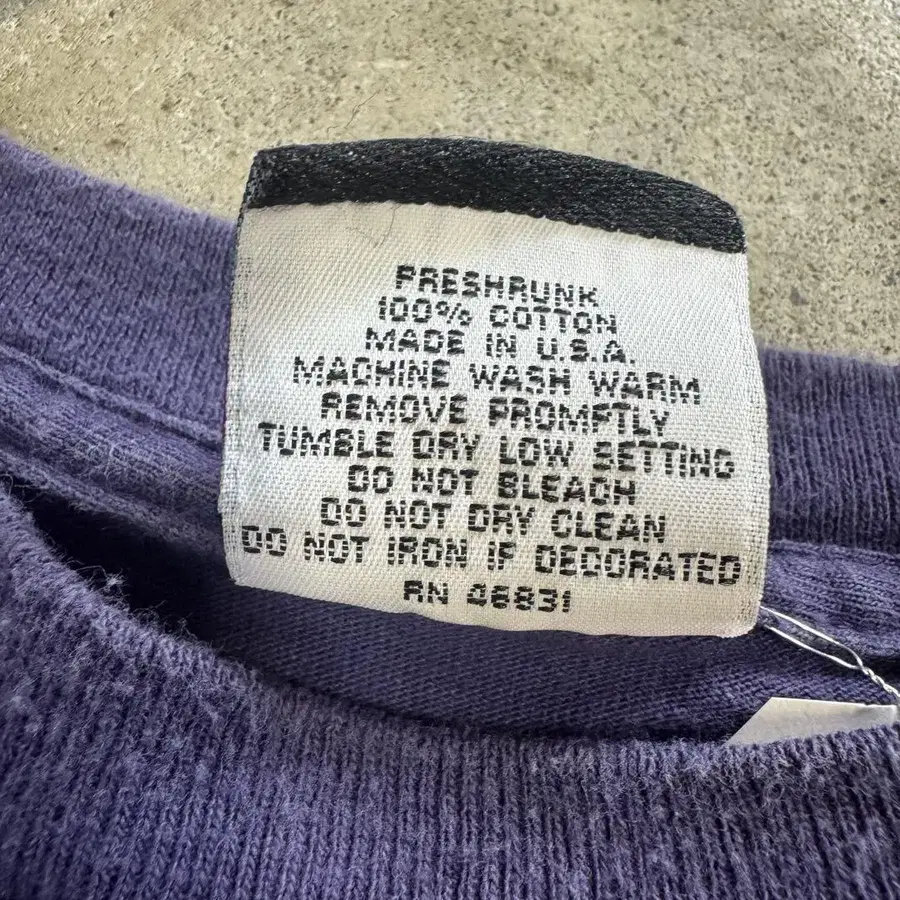 PRESHRUNK
100% COTTON
MADE IN U.S.A.
MACHINE WASH WARM
REMOVE PROMPTLY
TUMBLE DRY LOW SETTING
DO NOT BLEACH
DO NOT DRY CLEAN
DO NOT IRON IF DECORATED
RN 46831